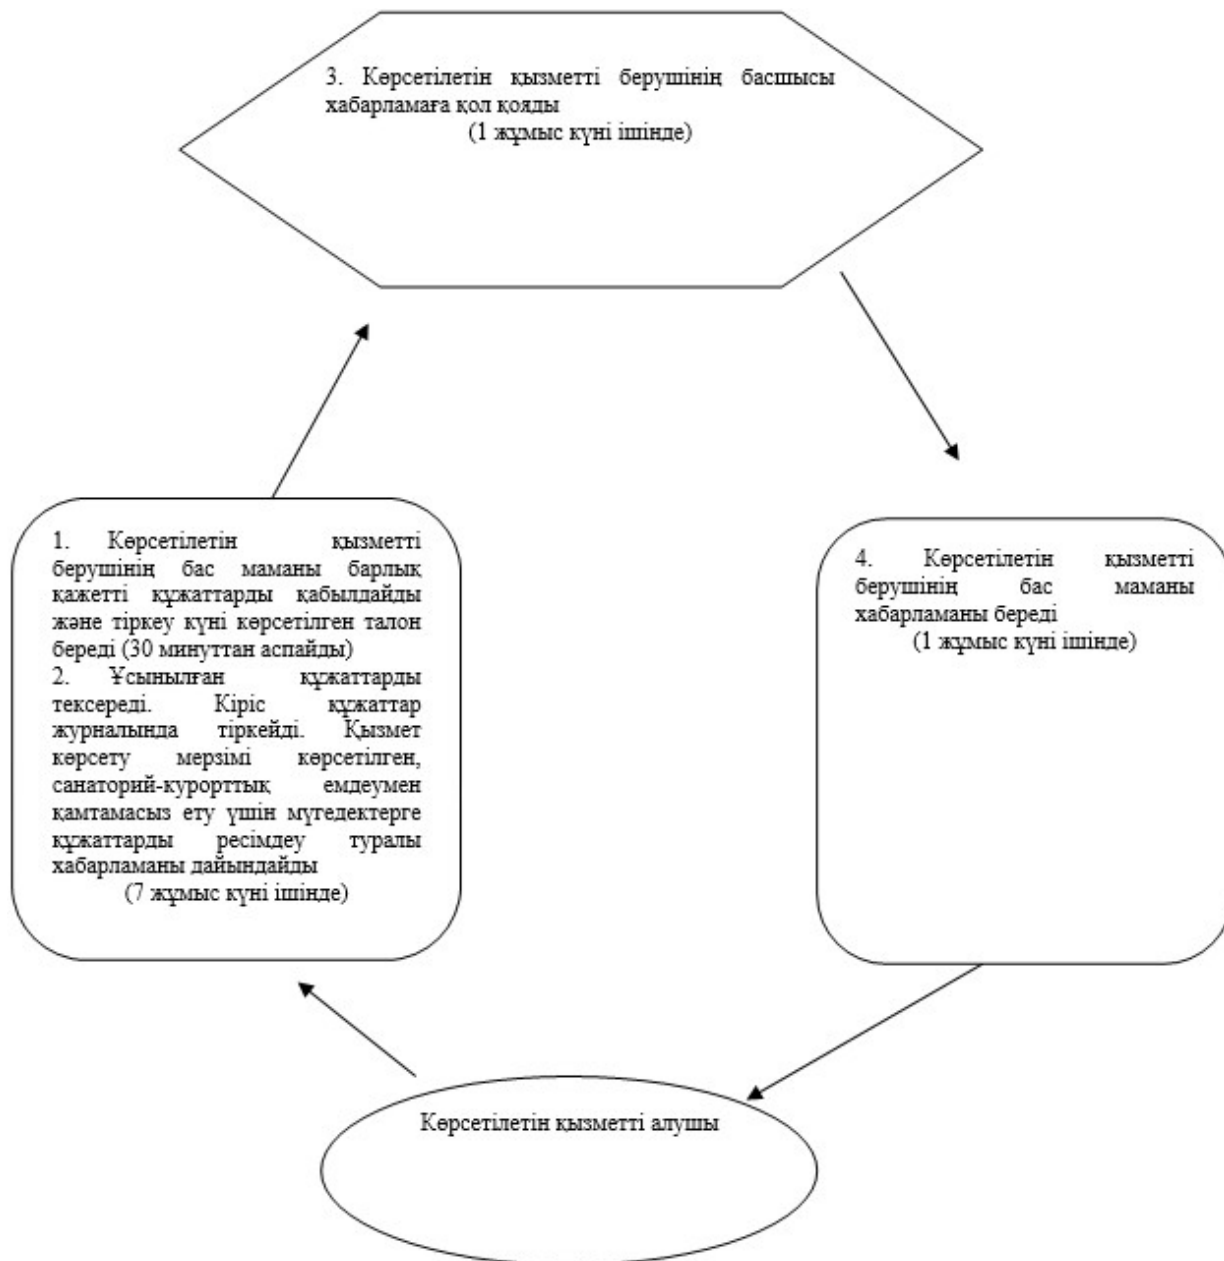 3. Көрсетілетін қызметті берушінің басшысы
хабарламаға қол қояды
(1 жұмыс күні ішінде)
1. Көрсетілетін қызметті
берушінің бас маманы барлық
қажетті құжаттарды қабылдайды
және тіркеу күні көрсетілген талон
береді (30 минуттан аспайды)
2. Ұсынылған құжаттарды
тексереді. Кіріс құжаттар
журналында тіркейді. Қызмет
көрсету мерзімі көрсетілген,
санаторий-курорттық емдеумен
қамтамасыз ету үшін мүгедектерге
құжаттарды ресімдеу туралы
хабарламаны дайындайды
(7 жұмыс күні ішінде)
4. Көрсетілетін қызметті
берушінің бас маманы
хабарламаны береді
(1 жұмыс күні ішінде)
Көрсетілетін қызметті алушы